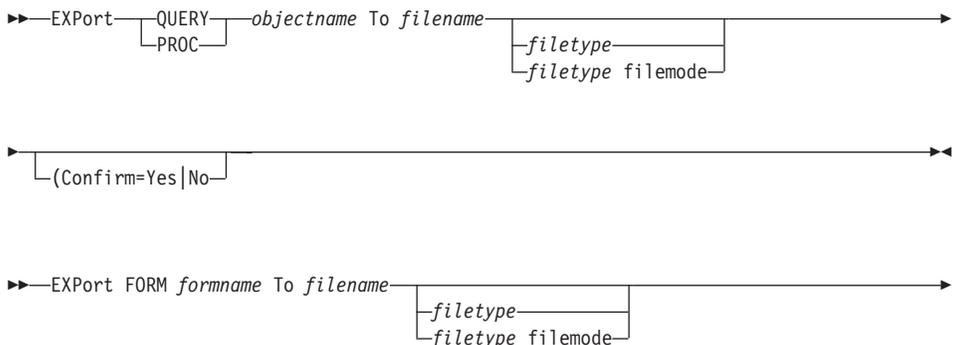 EXPort QUERY objectname To filename
PROC filetype
filetype filemode
(Confirm=Yes|No
EXPort FORM formname To filename
filetype
filetype filemode